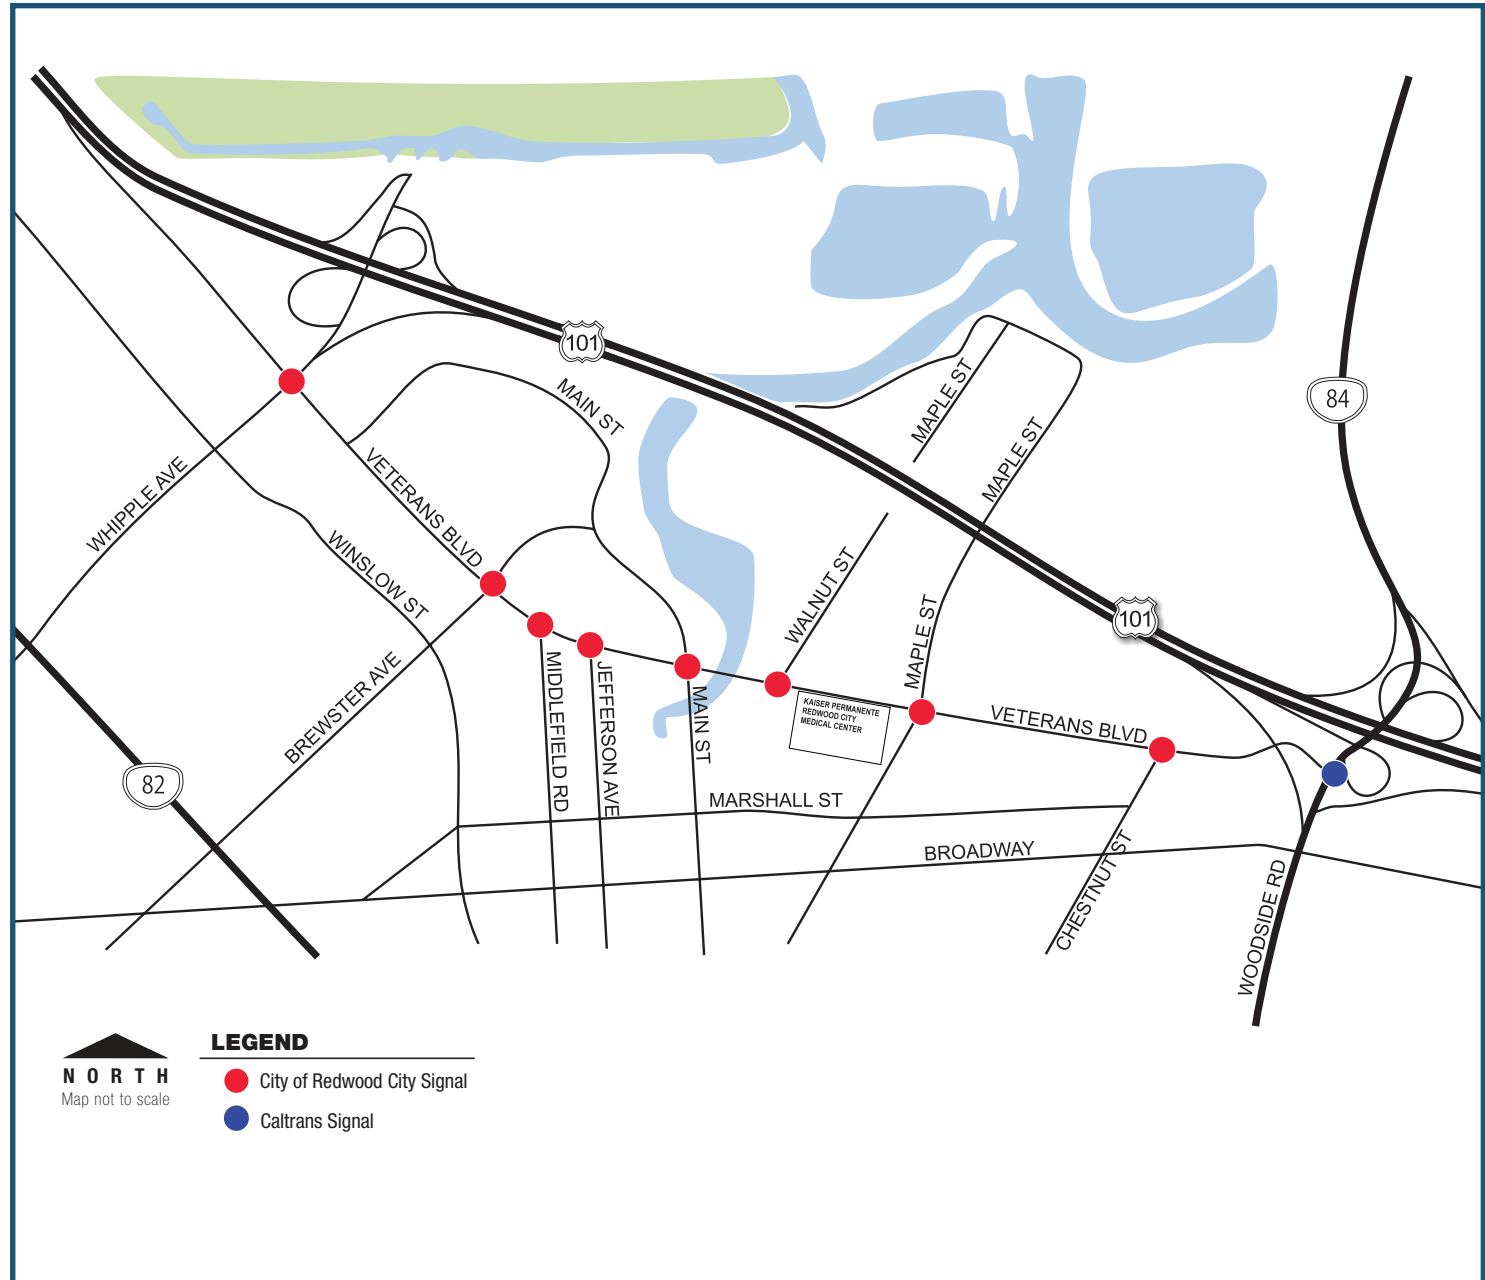 101
84
MAPLE ST
MAIN ST
MAPLE ST
VETERANS BLVD
WHIPPLE AVE
WINSLOW ST
WALNUT ST
101
MAPLE ST
BREWSTER AVE
MIDDLEFIELD RD
JEFFERSON AVE
MAIN ST
KAISER PERMANENTE
REDWOOD CITY
MEDICAL CENTER
VETERANS BLVD
82
MARSHALL ST
BROADWAY
CHESTNUT ST
WOODSIDE RD
NORTH
Map not to scale
LEGEND
City of Redwood City Signal
Caltrans Signal